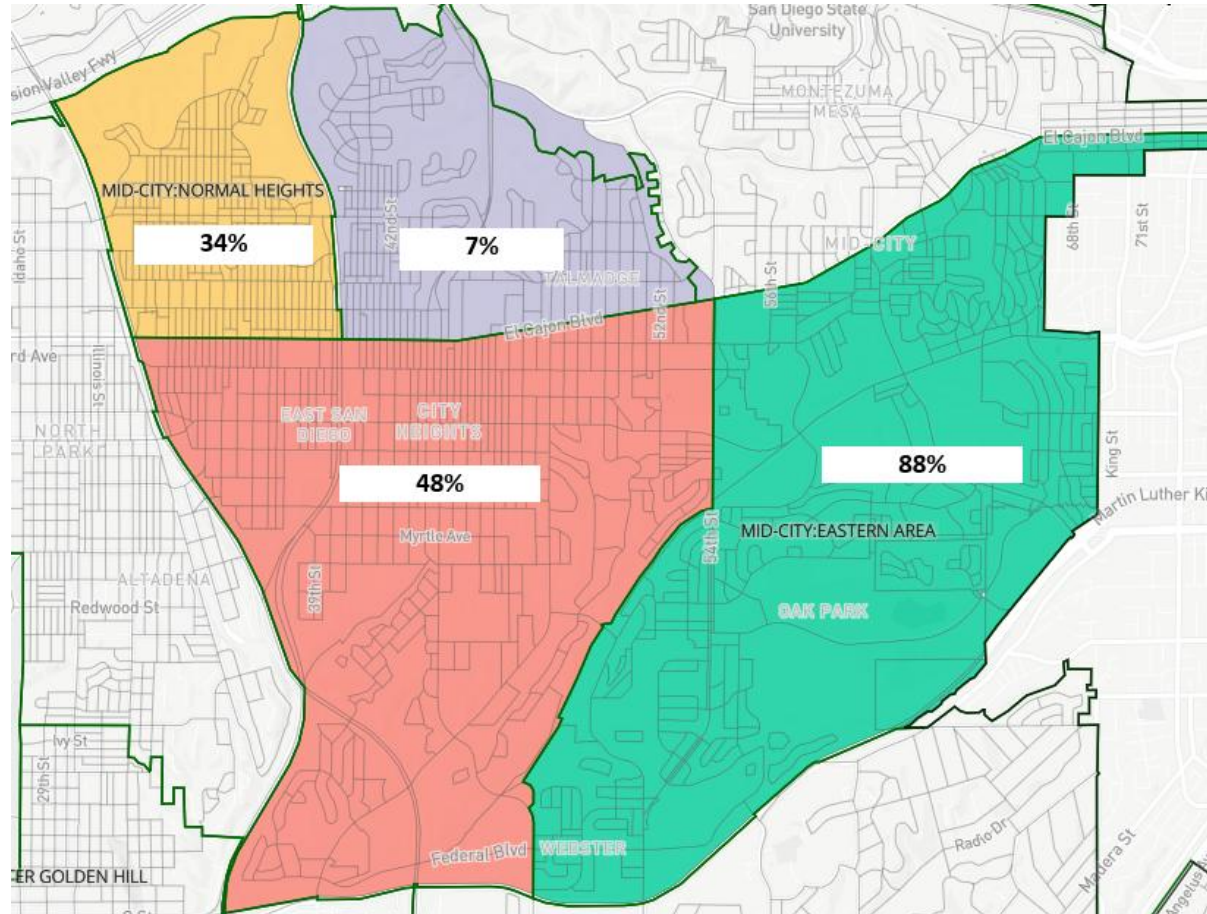 San Diego State
University
sion Valley Fwy
MONTEZUMA
MESA
El Cajon Blvd
MID-CITY:NORMAL HEIGHTS
34%
42nd St
7%
TALMADGE
MID-CITY
68th St
71st St
Idaho St
56th St
52nd St
El Cajon Blvd
rd Ave
Illinois St
EAST SAN
DIEGO
CITY
HEIGHTS
NORTH
PARK
48%
88%
King St
Martin Luther Ki
Myrtle Ave
54th St
MID-CITY:EASTERN AREA
ALTADENA
39th St
Redwood St
OAK PARK
Ivy St
29th St
Federal Blvd
WEBSTER
Radio Dr
Madera St
ER GOLDEN HILL
C St
Angelus Av